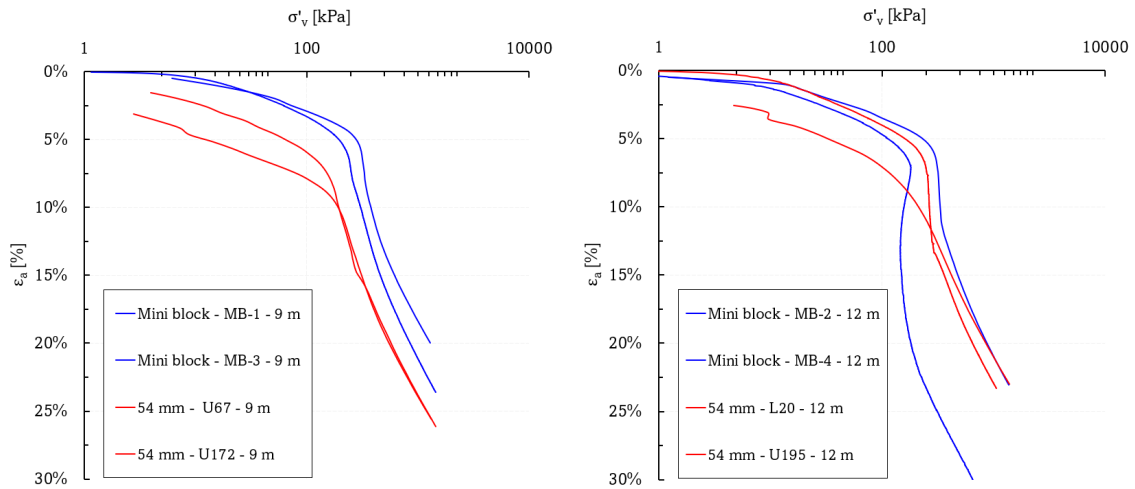 σ'v [kPa]
1 100 10000
0%
5%
10%
15%
20%
25%
30%
εa [%]
Mini block - MB-1 - 9 m
Mini block - MB-3 - 9 m
54 mm - U67 - 9 m
54 mm - U172 - 9 m
σ'v [kPa]
1 100 10000
0%
5%
10%
15%
20%
25%
30%
εa [%]
Mini block - MB-2 - 12 m
Mini block - MB-4 - 12 m
54 mm - L20 - 12 m
54 mm - U195 - 12 m